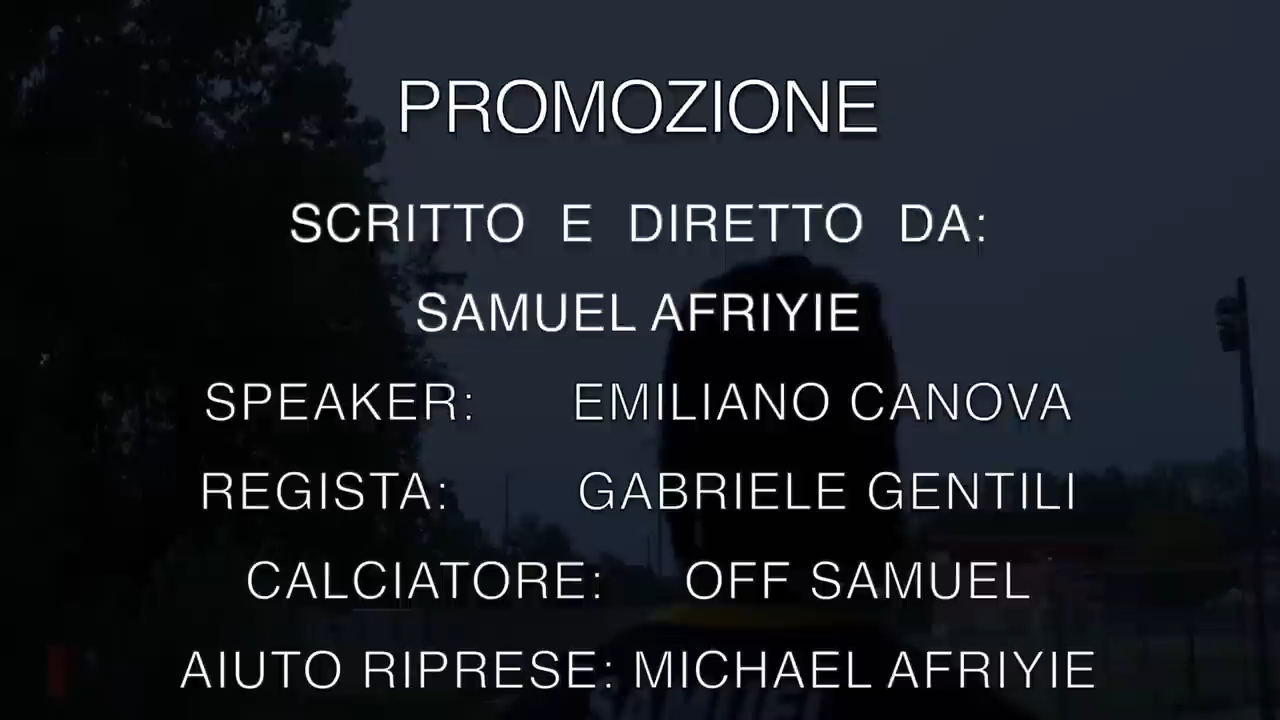 PROMOZIONE
SCRITTO E DIRETTO DA:
SAMUEL AFRIYIE
SPEAKER: EMILIANO CANOVA
REGISTA: GABRIELE GENTILI
CALCIATORE: OFF SAMUEL
AIUTO RIPRESE: MICHAEL AFRIYIE
SAMUEL